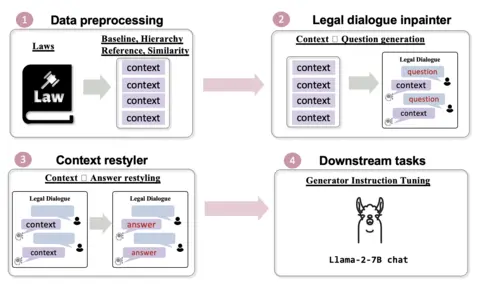 1 Data preprocessing
Laws
Baseline, Hierarchy
Reference, Similarity
Law
context
context
context
context
2 Legal dialogue inpainter
Context □ Question generation
context
context
context
context
Legal Dialogue
question
context
question
context
3 Context restyler
Context □ Answer restyling
Legal Dialogue
context
context
Legal Dialogue
answer
answer
4 Downstream tasks
Generator Instruction Tuning
Llama-2-7B chat